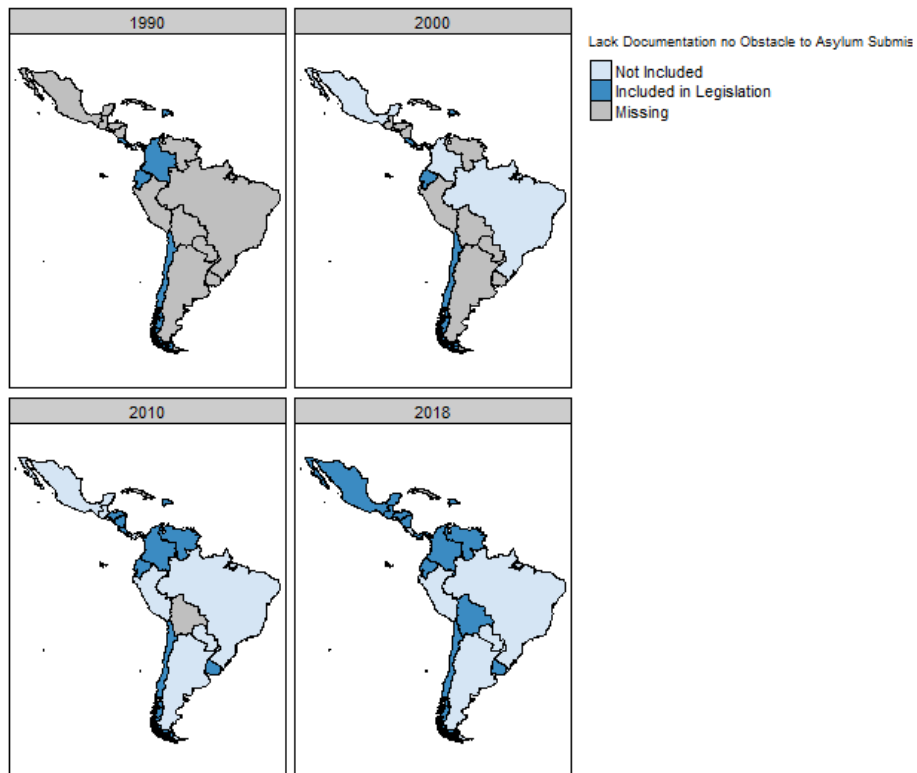 1990
2000
Lack Documentation no Obstacle to Asylum Submis
Not Included
Included in Legislation
Missing
2010
2018